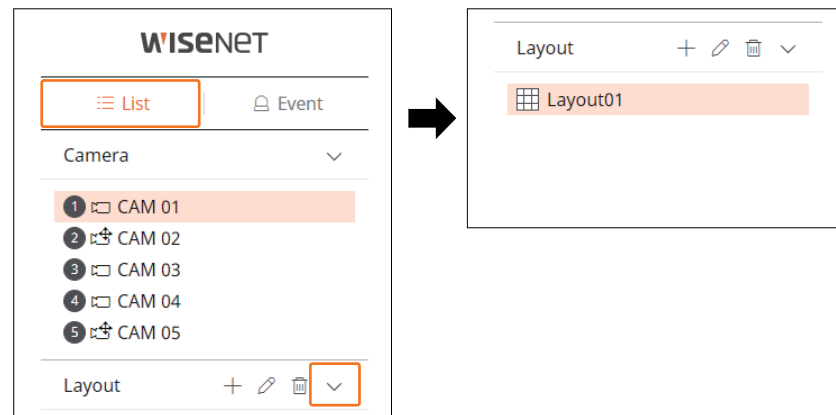 WISENET
List
Event
Camera
1 CAM 01
2 CAM 02
3 CAM 03
4 CAM 04
5 CAM 05
Layout
Layout
Layout01